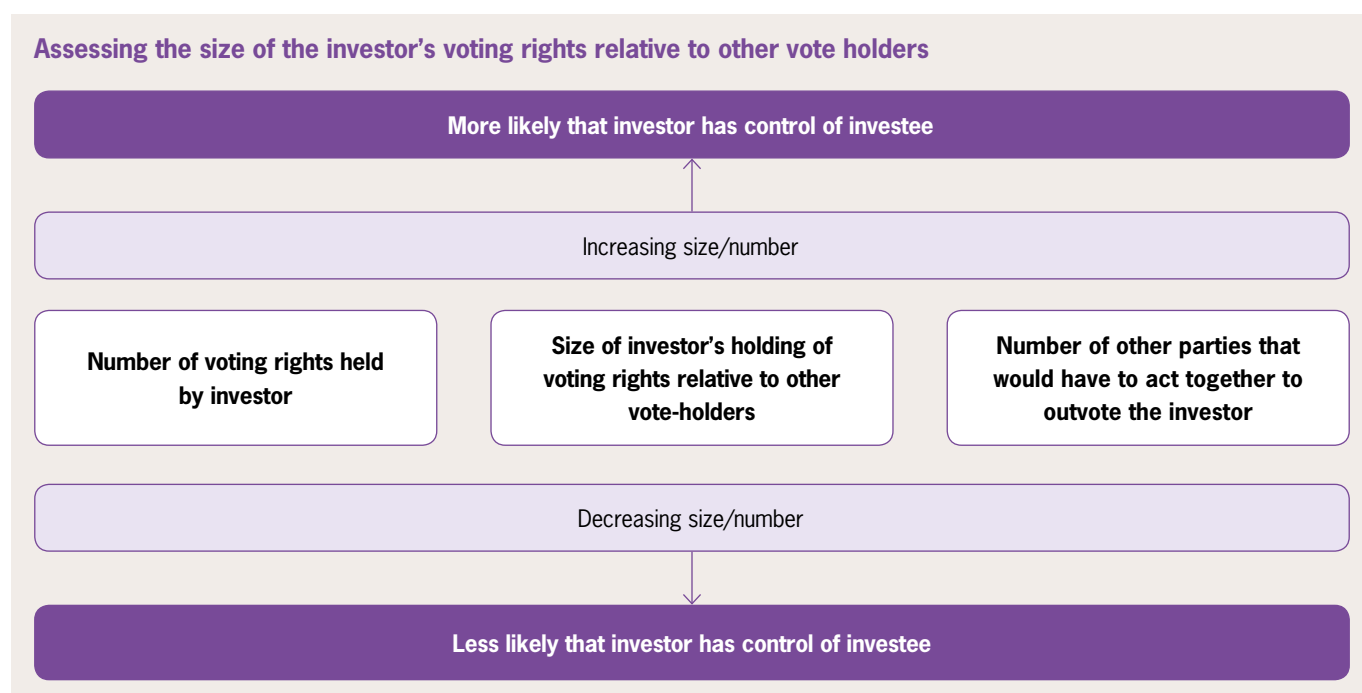 Assessing the size of the investor’s voting rights relative to other vote holders
More likely that investor has control of investee
Increasing size/number
Number of voting rights held
by investor
Size of investor’s holding of
voting rights relative to other
vote-holders
Number of other parties that
would have to act together to
outvote the investor
Decreasing size/number
Less likely that investor has control of investee